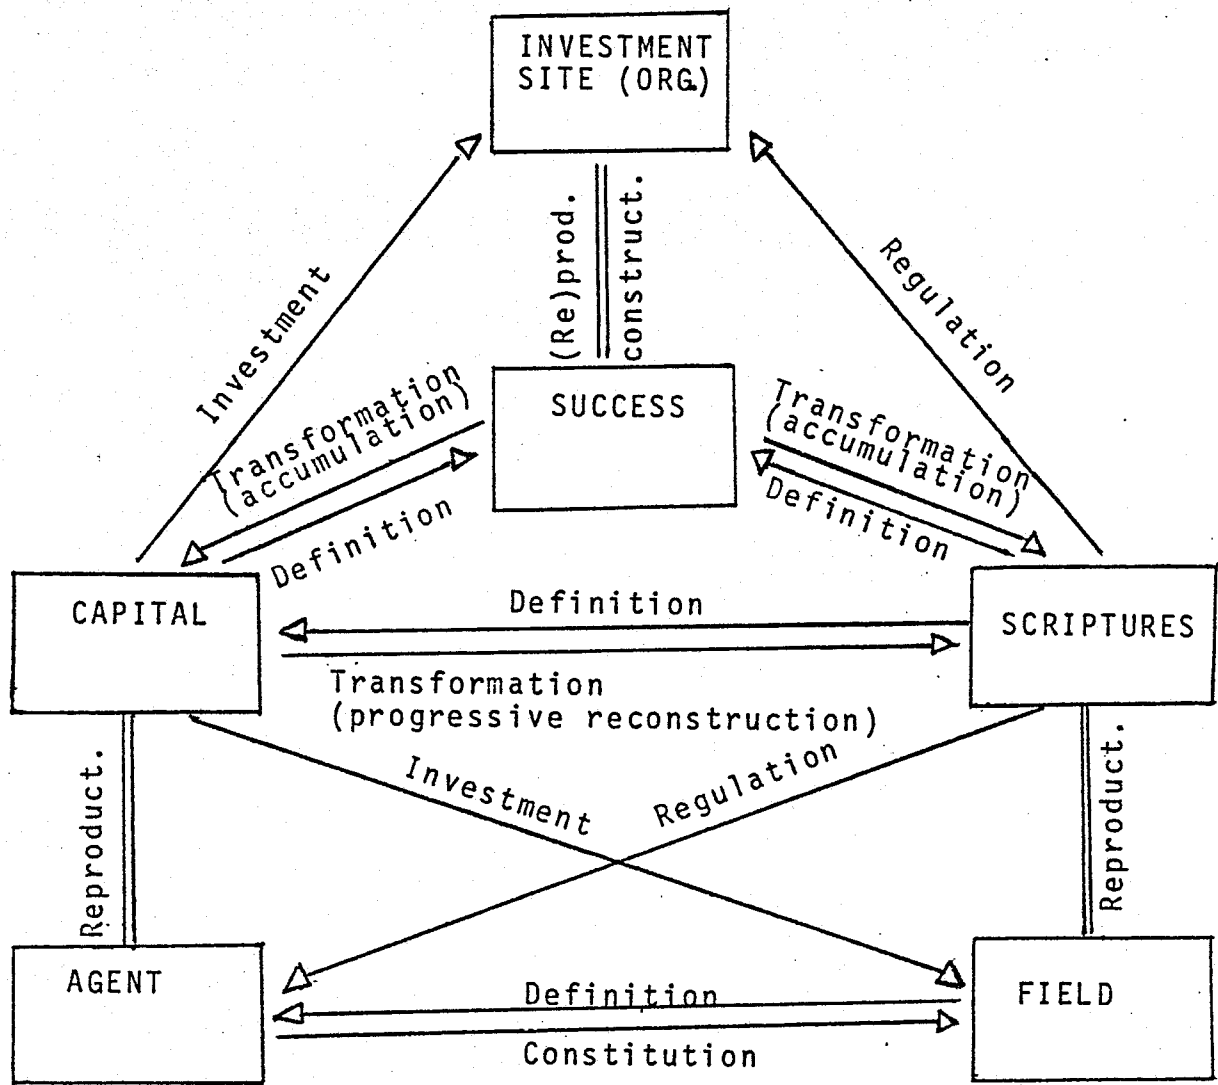 INVESTMENT
SITE (ORG.)
(Re)prod.
construct.
Investment
Regulation
SUCCESS
Transformation
(accumulation)
Definition
Transformation
(accumulation)
Definition
CAPITAL
Definition
SCRIPTURES
Transformation
(progressive reconstruction)
Investment
Regulation
Reproduct.
Reproduct.
AGENT
Definition
FIELD
Constitution